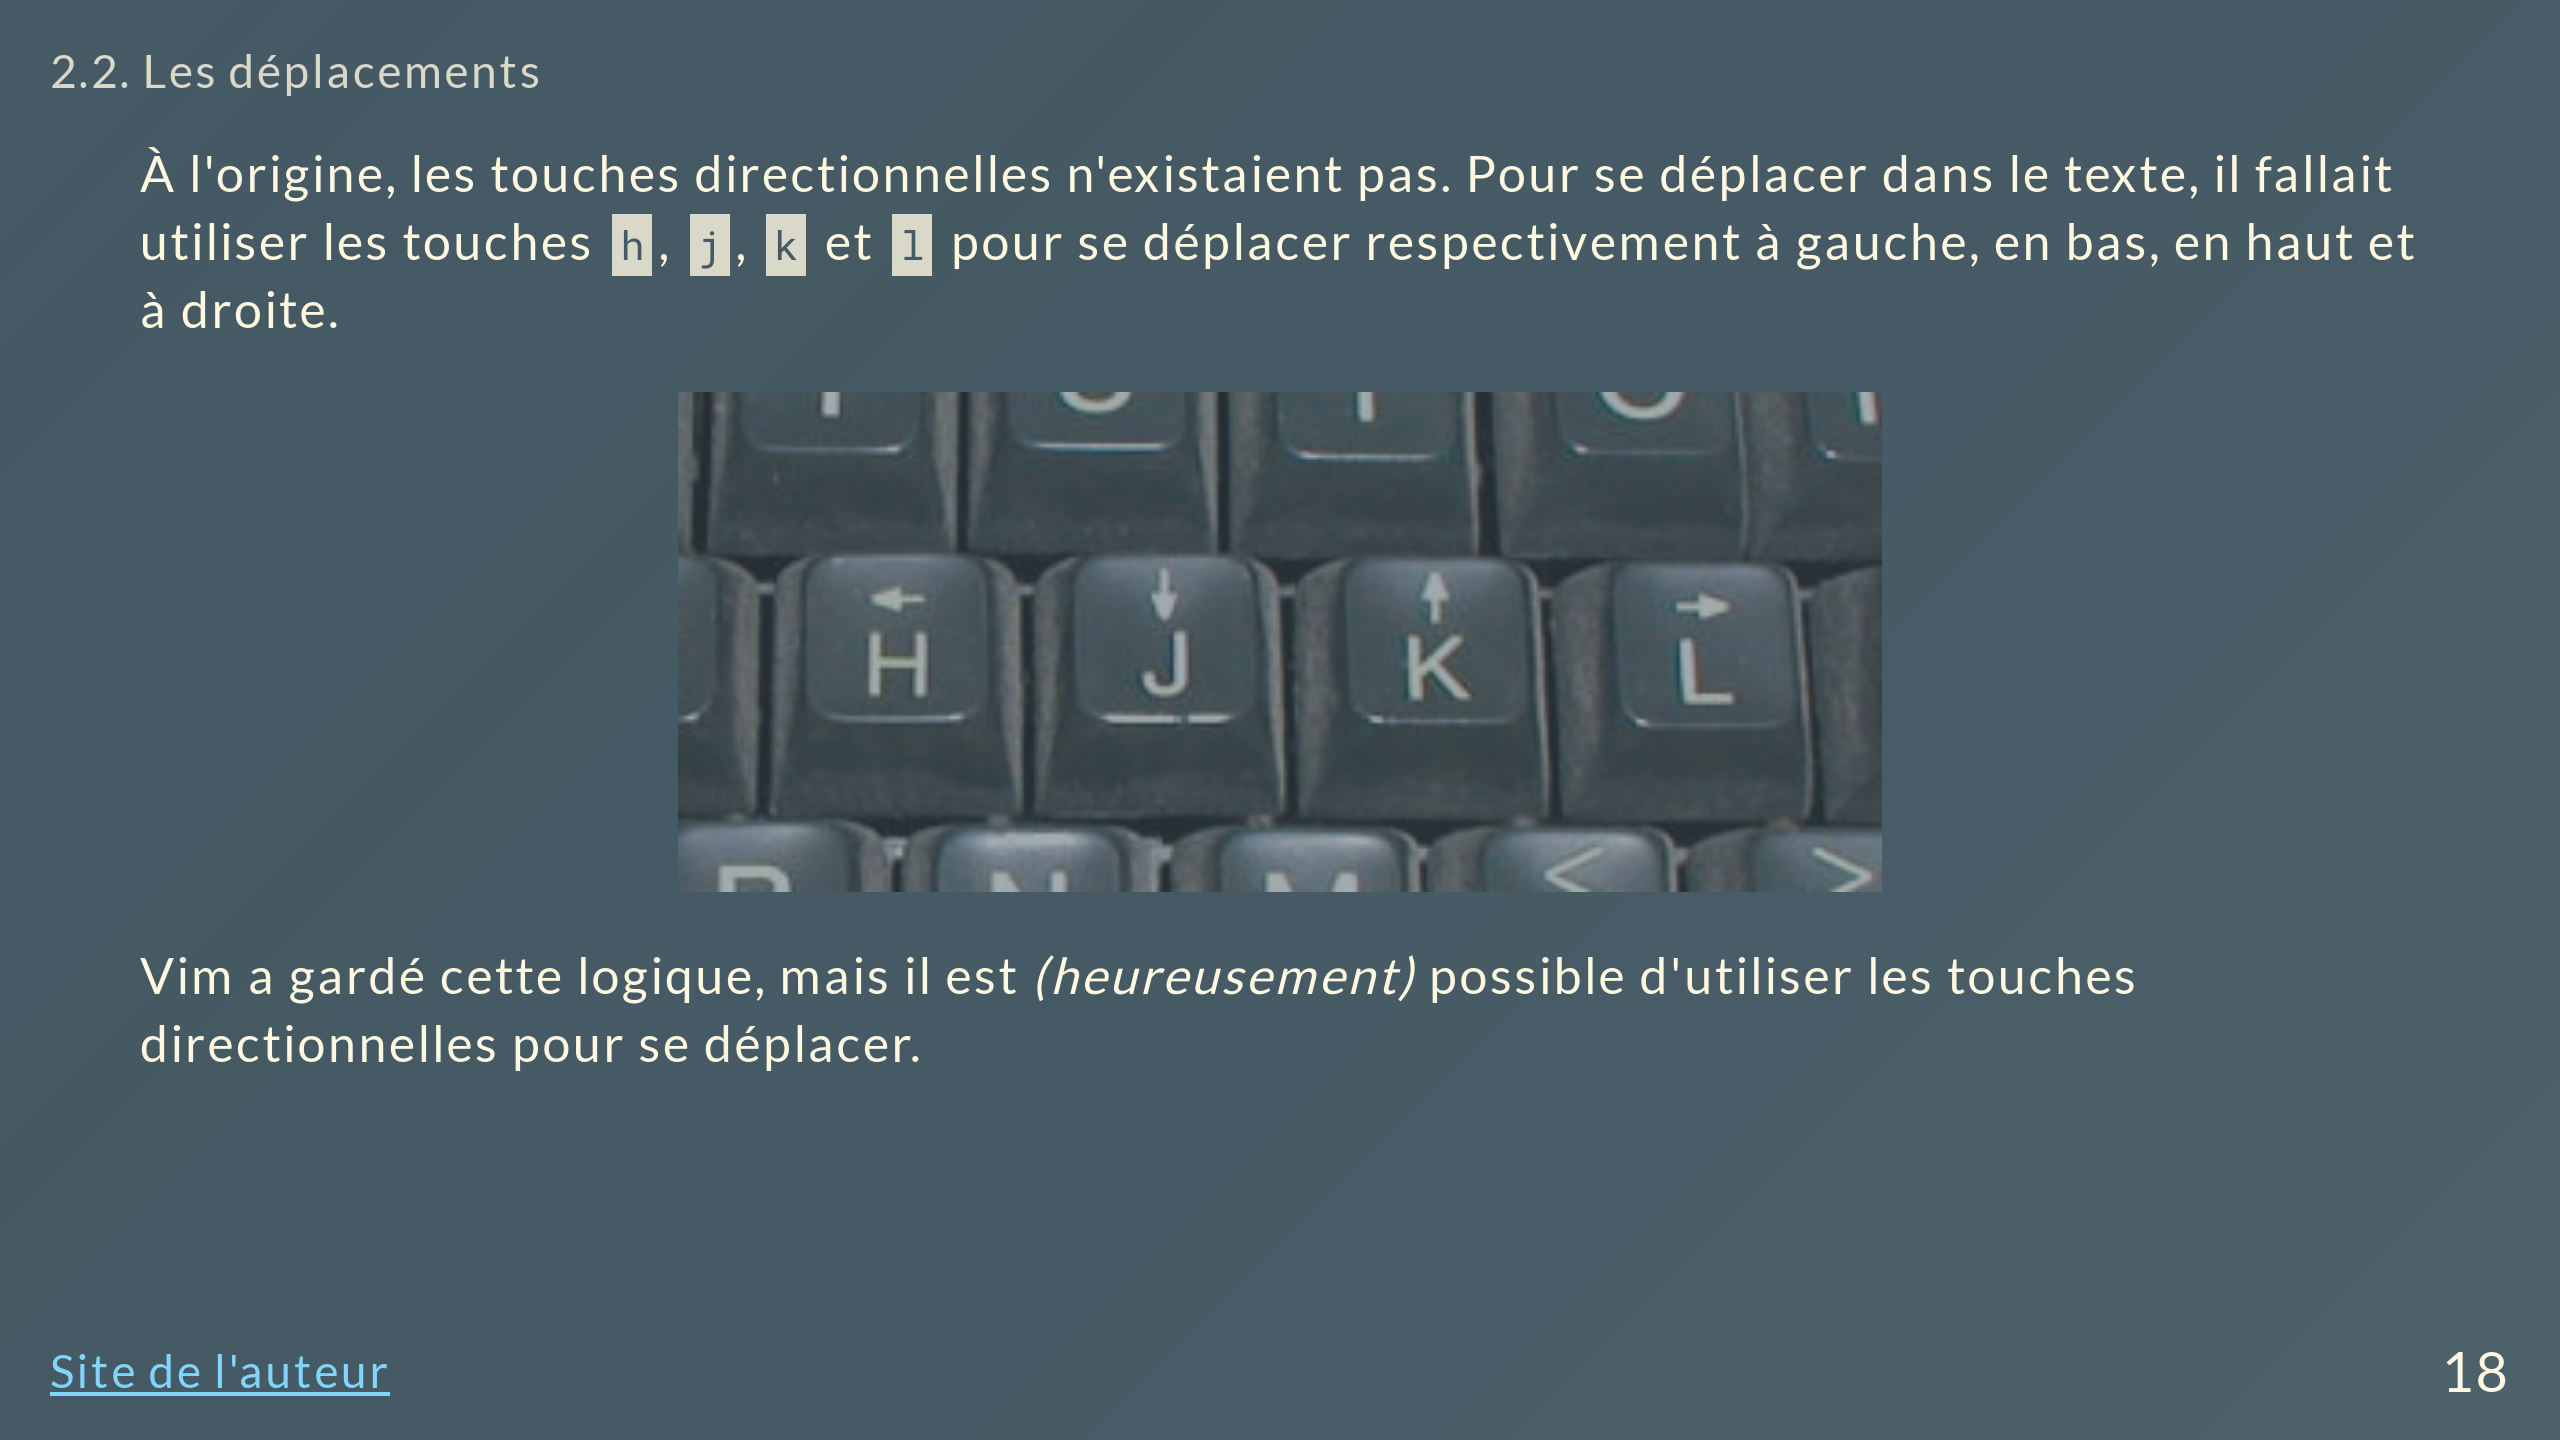 2.2. Les déplacements
À l'origine, les touches directionnelles n'existaient pas. Pour se déplacer dans le texte, il fallait
utiliser les touches h, j, k et l pour se déplacer respectivement à gauche, en bas, en haut et
à droite.
← ↓ ↑ →
H J K L
N M < >
Vim a gardé cette logique, mais il est (heureusement) possible d'utiliser les touches
directionnelles pour se déplacer.
Site de l'auteur
18